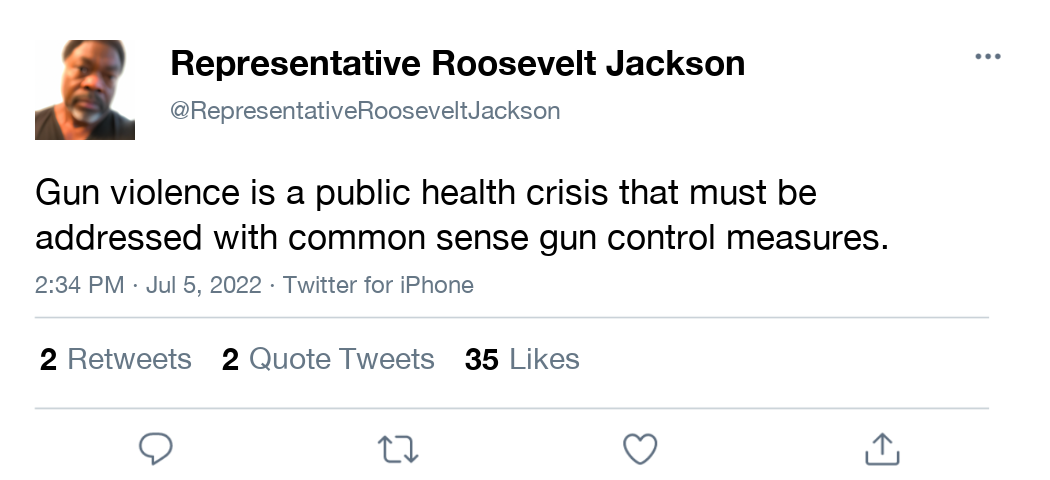 Representative Roosevelt Jackson
@RepresentativeRooseveltJackson
Gun violence is a public health crisis that must be
addressed with common sense gun control measures.
2:34 PM · Jul 5, 2022 · Twitter for iPhone
2 Retweets 2 Quote Tweets 35 Likes